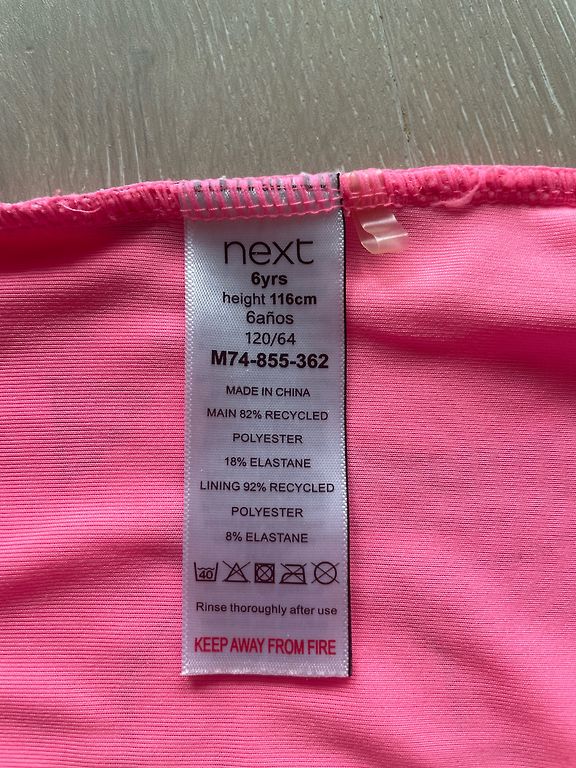 next
6yrs
height 116cm
6años
120/64
M74-855-362
MADE IN CHINA
MAIN 82% RECYCLED
POLYESTER
18% ELASTANE
LINING 92% RECYCLED
POLYESTER
8% ELASTANE
40
Rinse thoroughly after use
KEEP AWAY FROM FIRE